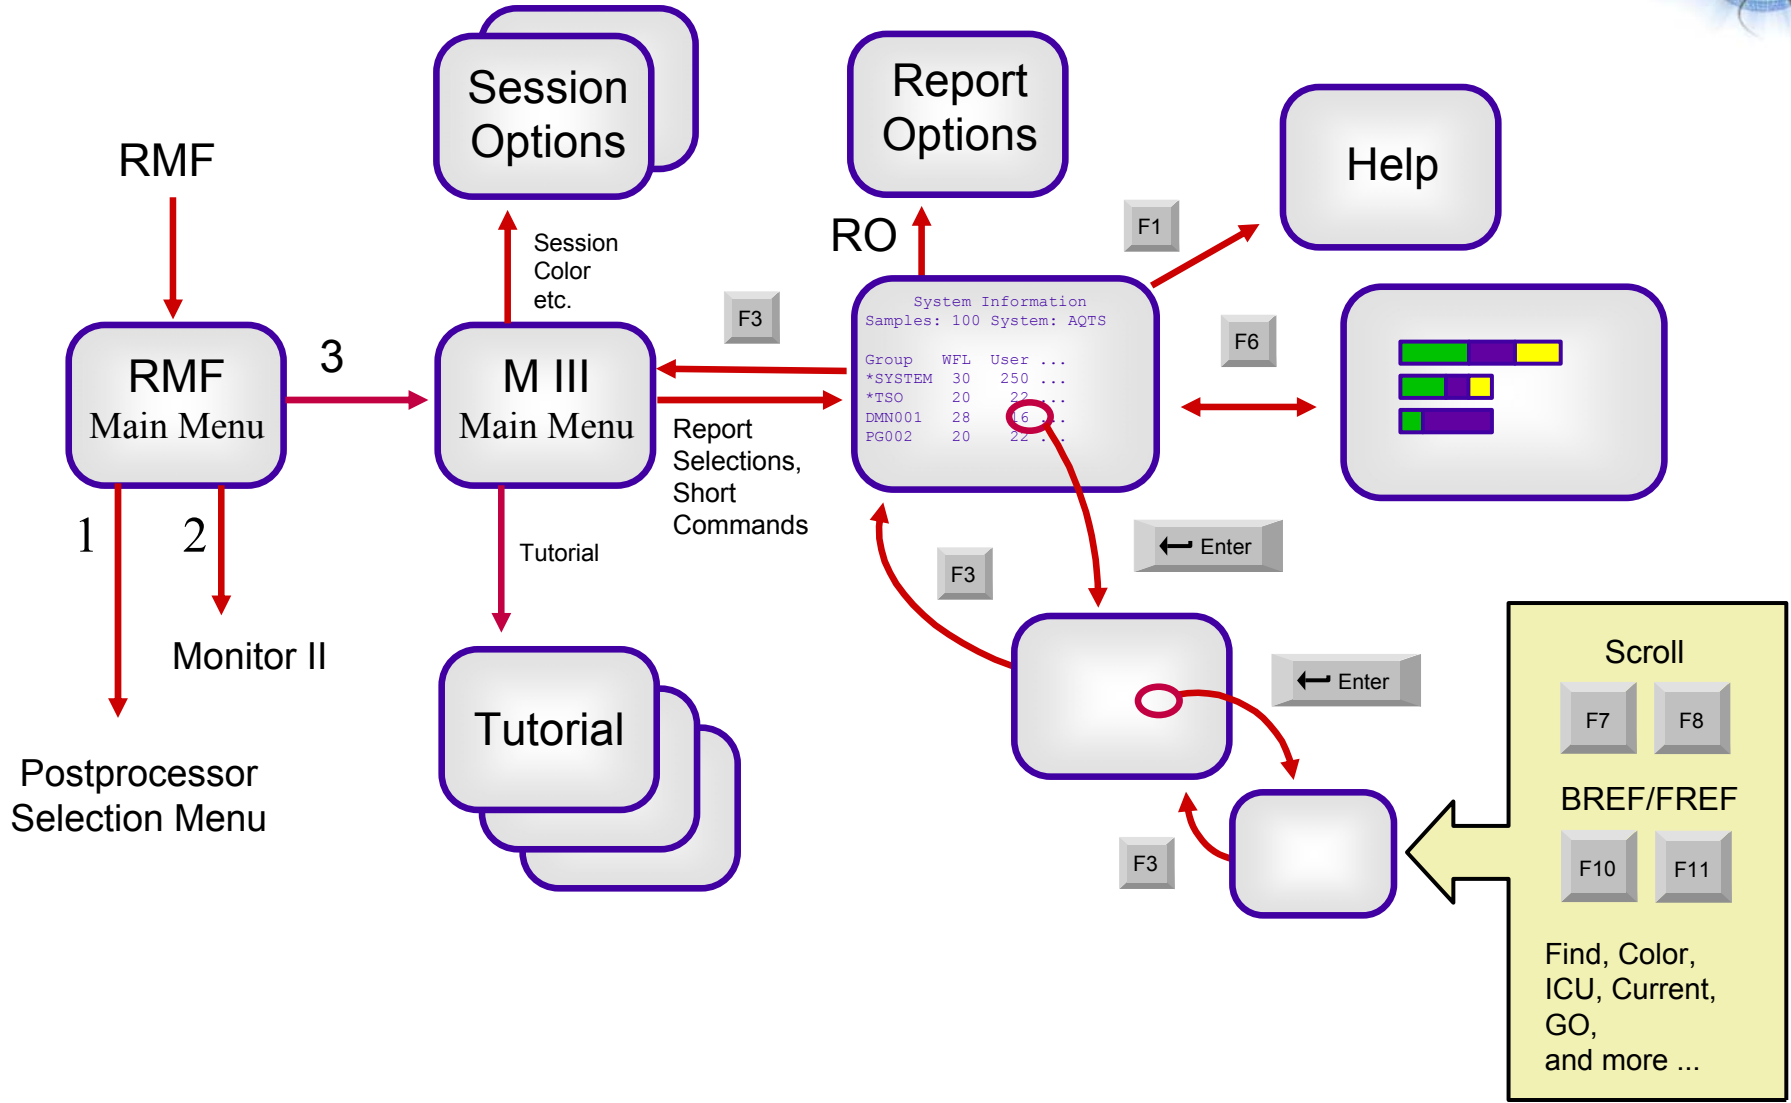 RMF
RMF
Main Menu
1
2
3
Monitor II
Postprocessor
Selection Menu
Session
Options
Session
Color
etc.
M III
Main Menu
Tutorial
Tutorial
F3
Report
Selections,
Short
Commands
Report
Options
RO
System Information
Samples: 100 System: AQTS
Group WFL User ...
*SYSTEM 30 250 ...
*TSO 20 22 ...
DMN001 28 16 ...
PG002 20 22 ...
F1
Help
F6
Enter
F3
Enter
F3
Scroll
F7 F8
BREF/FREF
F10 F11
Find, Color,
ICU, Current,
GO,
and more ...